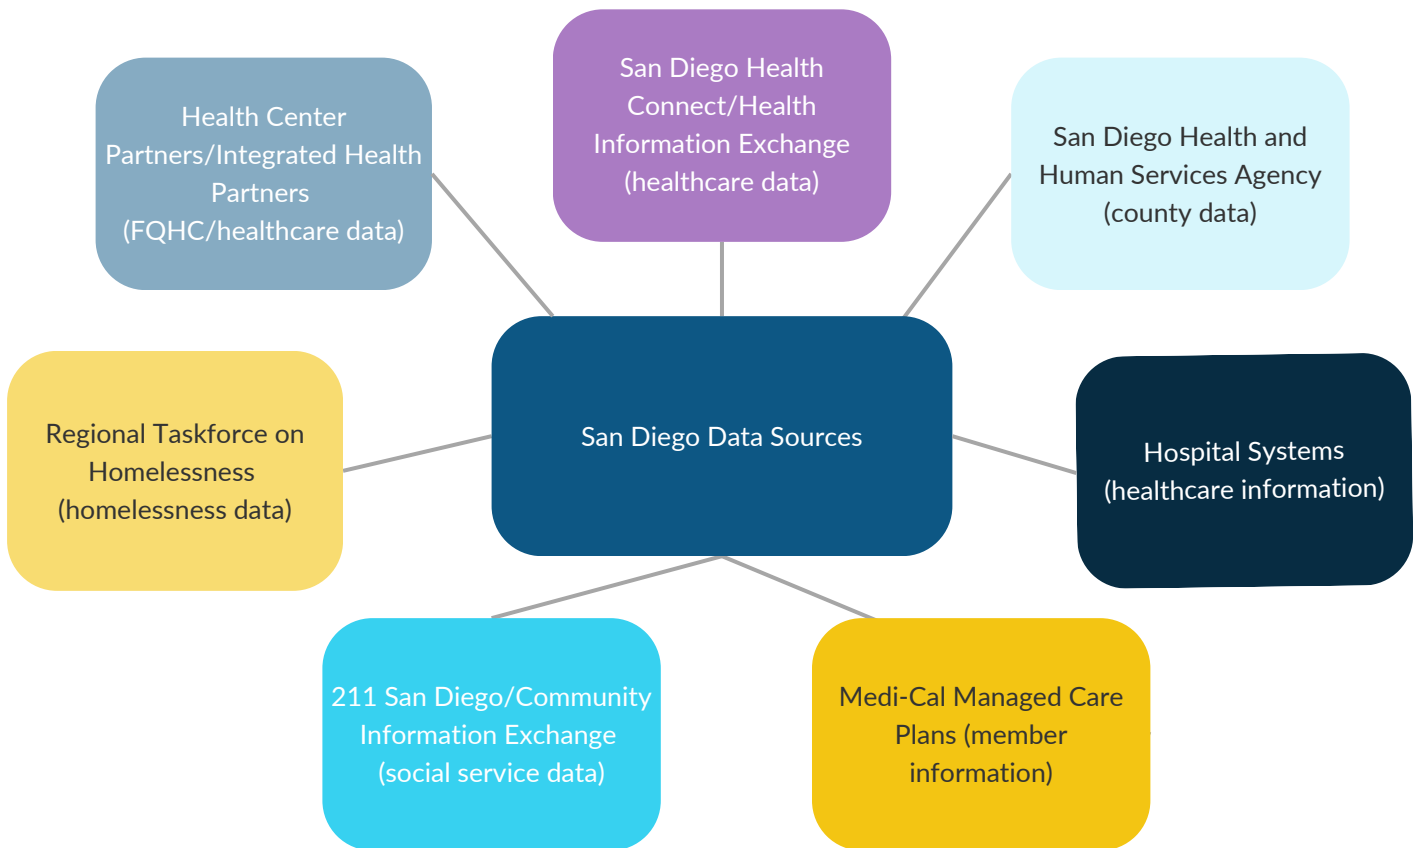 San Diego Health
Connect/Health
Information Exchange
(healthcare data)
Health Center
Partners/Integrated Health
Partners
(FQHC/healthcare data)
San Diego Health and
Human Services Agency
(county data)
Regional Taskforce on
Homelessness
(homelessness data)
San Diego Data Sources
Hospital Systems
(healthcare information)
211 San Diego/Community
Information Exchange
(social service data)
Medi-Cal Managed Care
Plans (member
information)